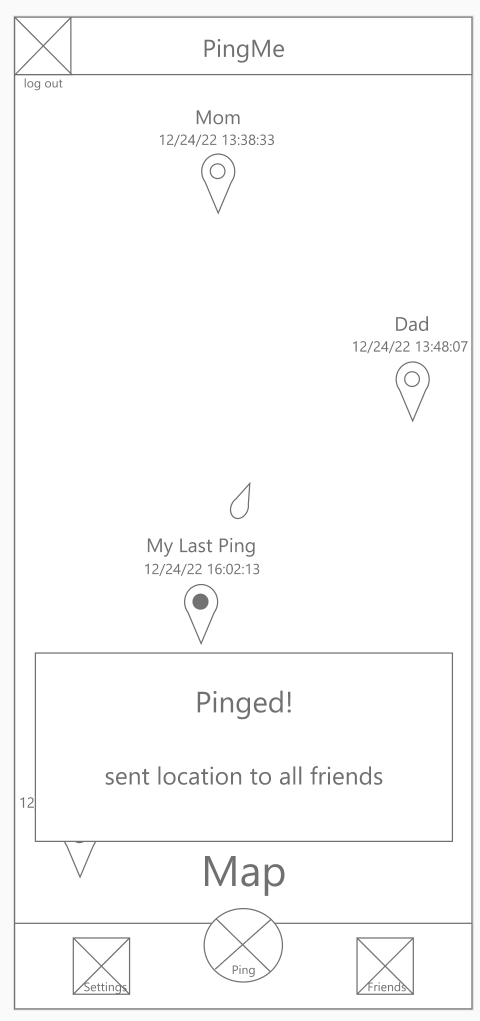 PingMe
log out
Mom
12/24/22 13:38:33
Dad
12/24/22 13:48:07
My Last Ping
12/24/22 16:02:13
Pinged!
sent location to all friends
12
Map
Ping
Settings
Friends